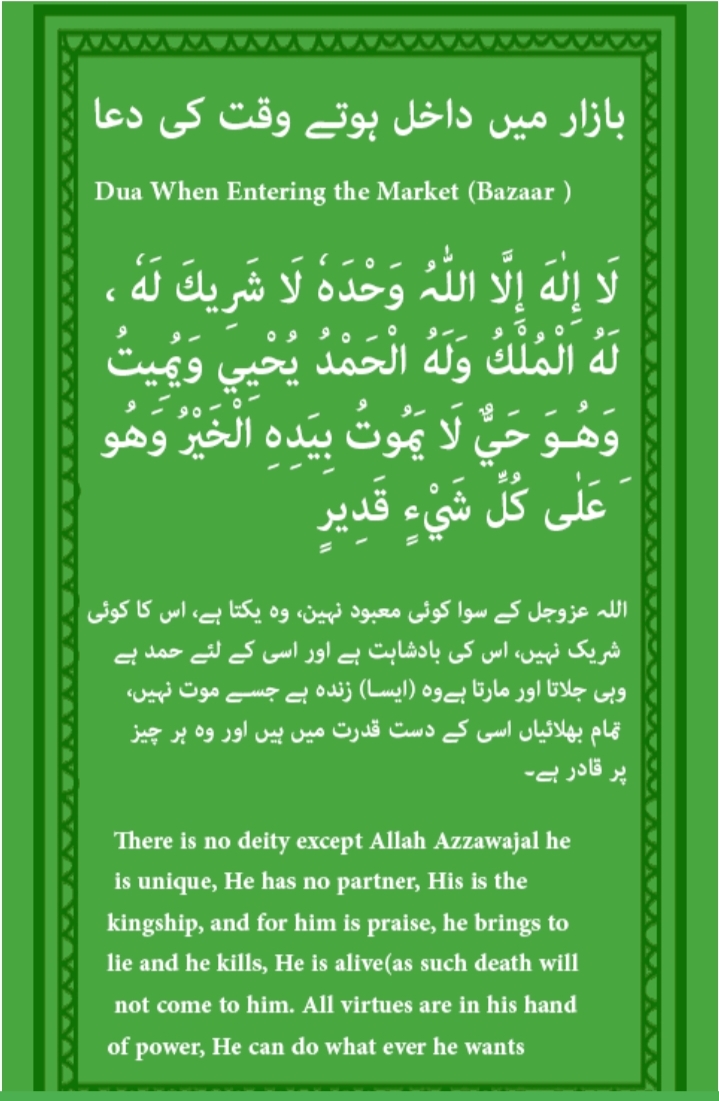 بازار میں داخل ہوتے وقت کی دعا
Dua When Entering the Market (Bazaar )
لَا إِلٰهَ إِلَّا اللّٰهُ وَحْدَهٗ لَا شَرِيكَ لَهٗ ،
لَهُ الْمُلْكُ وَلَهُ الْحَمْدُ يُحْيِي وَيُمِيتُ
وَهُـوَ حَيٌّ لَا يَمُوتُ بِيَدِهِ الْخَيْرُ وَهُو
َ عَلٰى كُلِّ شَيْءٍ قَدِيرٍ
اللہ عزوجل کے سوا کوئی معبود نہین، وہ یکتا ہے، اس کا کوئی
شریک نہیں، اس کی بادشاہت ہے اور اسی کے لئے حمد ہے
وہی جلاتا اور مارتا ہےوہ (ایسـا) زندہ ہے جسـے موت نہیں،
تمام بھلائیاں اسی کے دست قدرت میں ہیں اور وہ ہر چیز
پر قادر ہے۔
There is no deity except Allah Azzawajal he
is unique, He has no partner, His is the
kingship, and for him is praise, he brings to
lie and he kills, He is alive(as such death will
not come to him. All virtues are in his hand
of power, He can do what ever he wants